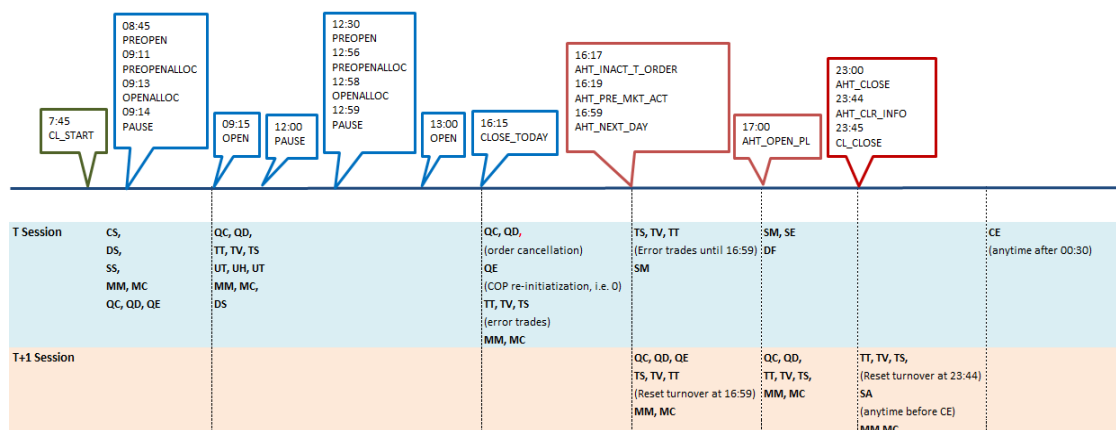 7:45
CL_START
08:45
PREOPEN
09:11
PREOPENALLOC
09:13
OPENALLOC
09:14
PAUSE
09:15
OPEN
12:00
PAUSE
12:30
PREOPEN
12:56
PREOPENALLOC
12:58
OPENALLOC
12:59
PAUSE
13:00
OPEN
16:15
CLOSE_TODAY
16:17
AHT_INACT_T_ORDER
16:19
AHT_PRE_MKT_ACT
16:59
AHT_NEXT_DAY
17:00
AHT_OPEN_PL
23:00
AHT_CLOSE
23:44
AHT_CLR_INFO
23:45
CL_CLOSE
T Session
CS,
DS,
SS,
MM, MC
QC, QD, QE
QC, QD,
TT, TV, TS
UT, UH, UT
MM, MC,
DS
QC, QD,
(order cancellation)
QE
(COP re-initiatization, i.e. 0)
TT, TV, TS
(error trades)
MM, MC
TS, TV, TT
(Error trades until 16:59)
SM
SM, SE
DF
CE
(anytime after 00:30)
T+1 Session
QC, QD, QE
TS, TV, TT
(Reset turnover at 16:59)
MM, MC
QC, QD,
TT, TV, TS,
MM, MC
TT, TV, TS,
(Reset turnover at 23:44)
SA
(anytime before CE)
MM MC